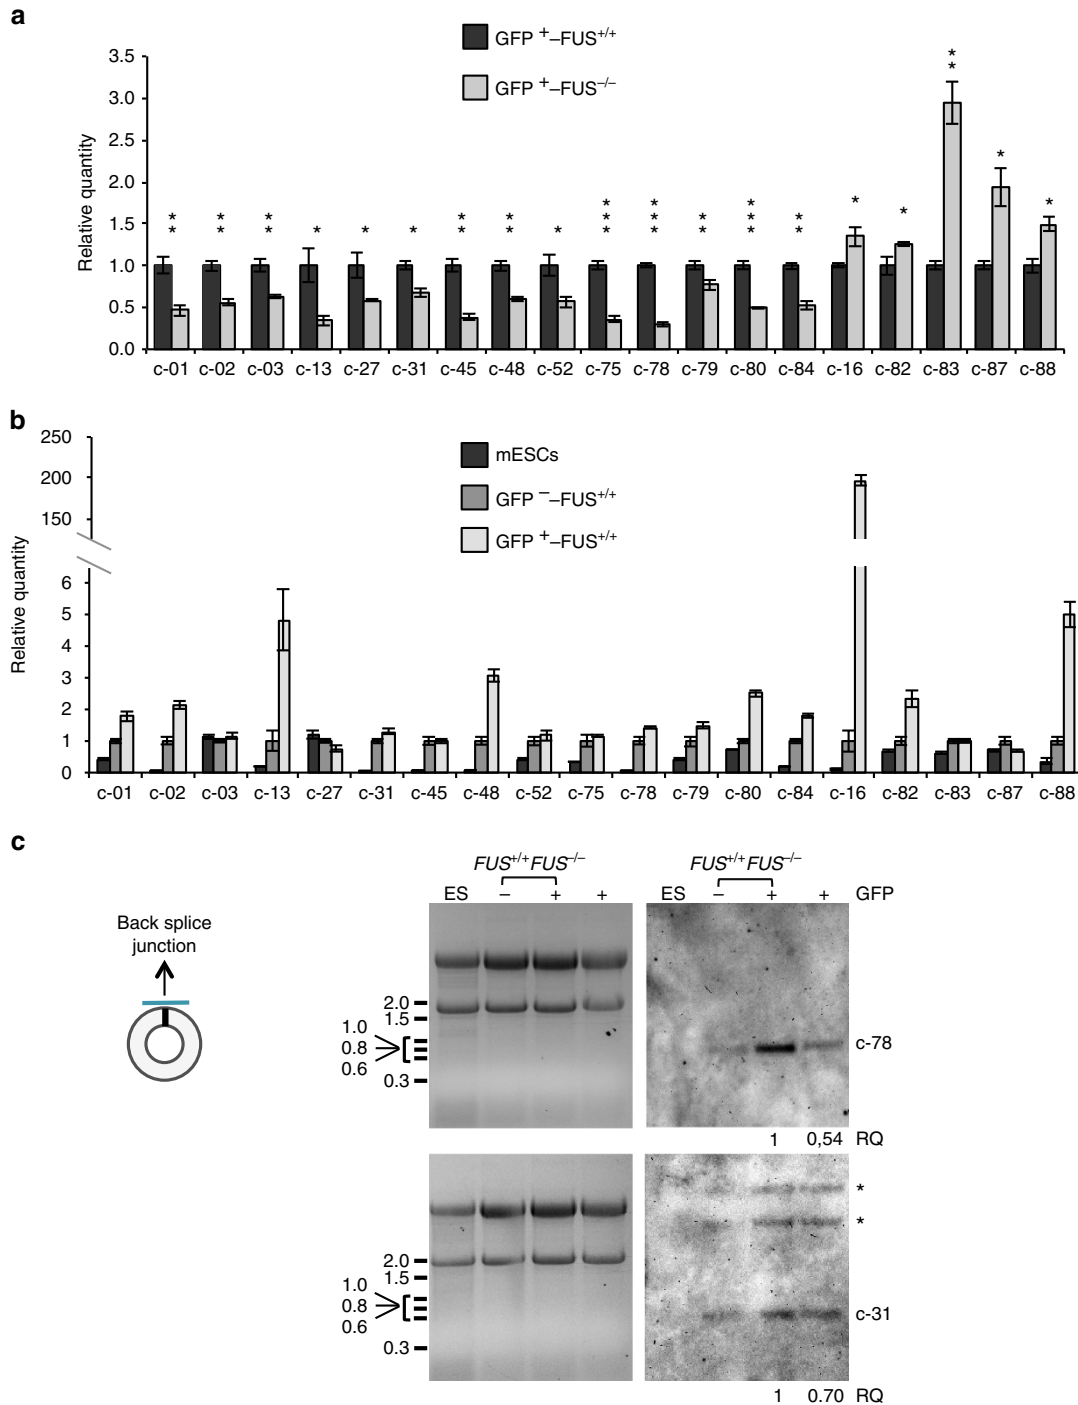 a
GFP +–FUS+/+
GFP +–FUS–/–
Relative quantity
3.5
3.0
2.5
2.0
1.5
1.0
0.5
0.0
** ** ** * * * ** ** * *** *** ** *** ** * * ** * *
c-01 c-02 c-03 c-13 c-27 c-31 c-45 c-48 c-52 c-75 c-78 c-79 c-80 c-84 c-16 c-82 c-83 c-87 c-88
b
mESCs
GFP ––FUS+/+
GFP +–FUS+/+
Relative quantity
250
200
150
6
5
4
3
2
1
0
c-01 c-02 c-03 c-13 c-27 c-31 c-45 c-48 c-52 c-75 c-78 c-79 c-80 c-84 c-16 c-82 c-83 c-87 c-88
c
Back splice
junction
FUS+/+ FUS–/– FUS+/+ FUS–/–
ES – + + ES – + + GFP
2.0
1.5
1.0
0.8
0.6
0.3
c-78
1 0,54 RQ
*
*
2.0
1.5
1.0
0.8
0.6
0.3
c-31
1 0.70 RQ